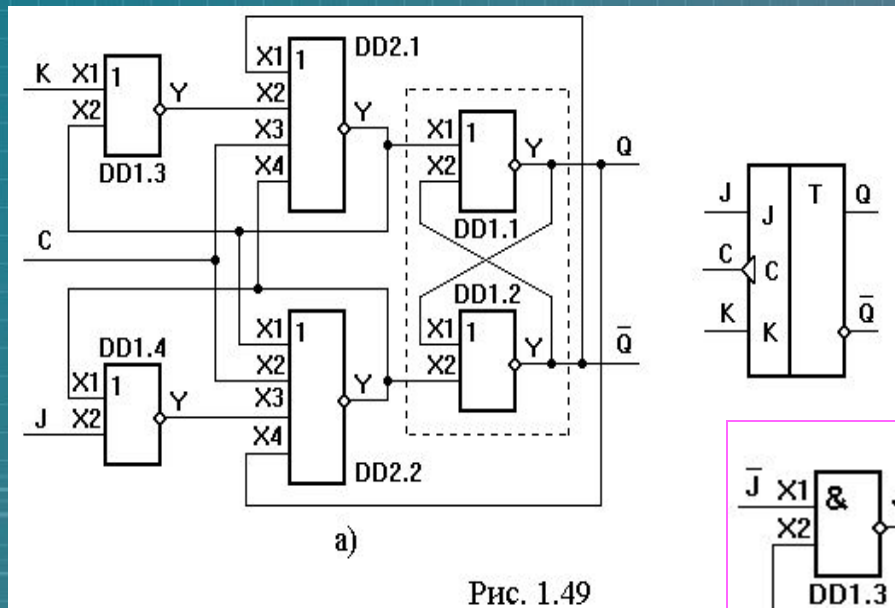 K X1 1 Y
X2
DD1.3
DD2.1
X1 1
X2
X3
X4
Y
X1 1 Y Q
X2
DD1.1
C
DD1.2
X1 1 Y Q̅
X2
DD1.4
X1 1 Y
J X2
X1 1
X2
X3
X4
Y
DD2.2
а)
Рис. 1.49
J J T Q
C C
K K Q̅
J̅ X1 & J
X2
DD1.3